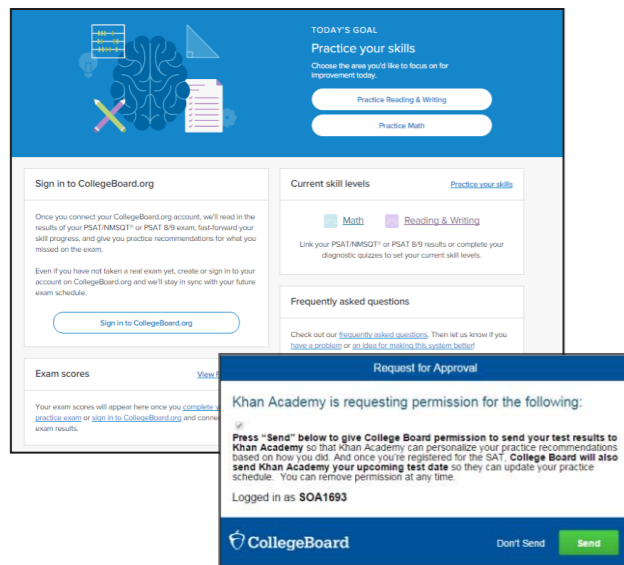 TODAY'S GOAL
Practice your skills
Choose the area you'd like to focus on for
improvement today.
Practice Reading & Writing
Practice Math
Sign in to CollegeBoard.org
Once you connect your CollegeBoard.org account, we'll read in the
results of your PSAT/NMSQT® or PSAT 8/9 exam, fast-forward your
skill progress, and give you practice recommendations for what you
missed on the exam.
Even if you have not taken a real exam yet, create or sign in to your
account on CollegeBoard.org and we'll stay in sync with your future
exam schedule.
Sign in to CollegeBoard.org
Current skill levels
Practice your skills
Math
Reading & Writing
Link your PSAT/NMSQT® or PSAT 8/9 results or complete your
diagnostic quizzes to set your current skill levels.
Frequently asked questions
Check out our frequently asked questions. Then let us know if you
have a problem or an idea for making this system better!
Exam scores
View
Your exam scores will appear here once you complete
practice exam or sign in to CollegeBoard.org and
exam results.
Request for Approval
Khan Academy is requesting permission for the following:
Press "Send" below to give College Board permission to send your test results to
Khan Academy so that Khan Academy can personalize your practice recommendations
based on how you did. And once you're registered for the SAT, College Board will also
send Khan Academy your upcoming test date so they can update your practice
schedule. You can remove permission at any time.
Logged in as SOA1693
CollegeBoard
Don't Send
Send